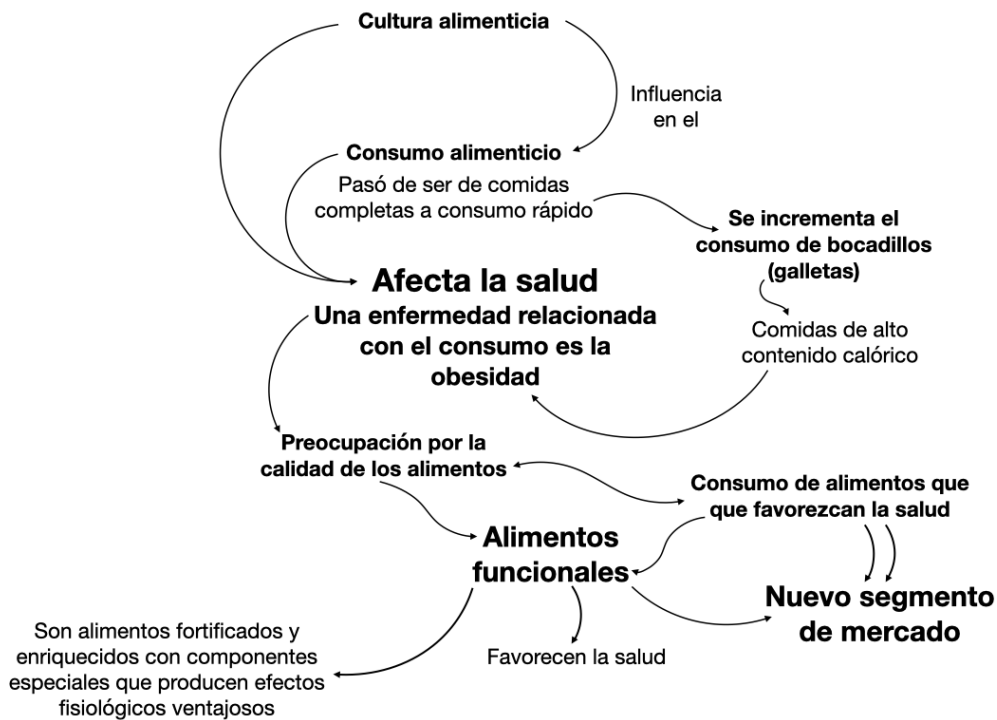 Cultura alimenticia
Influencia
en el
Consumo alimenticio
Pasó de ser de comidas
completas a consumo rápido
Se incrementa el
consumo de bocadillos
(galletas)
Afecta la salud
Una enfermedad relacionada
con el consumo es la
obesidad
Comidas de alto
contenido calórico
Preocupación por la
calidad de los alimentos
Consumo de alimentos que
que favorezcan la salud
Alimentos
funcionales
Nuevo segmento
de mercado
Son alimentos fortificados y
enriquecidos con componentes
especiales que producen efectos
fisiológicos ventajosos
Favorecen la salud